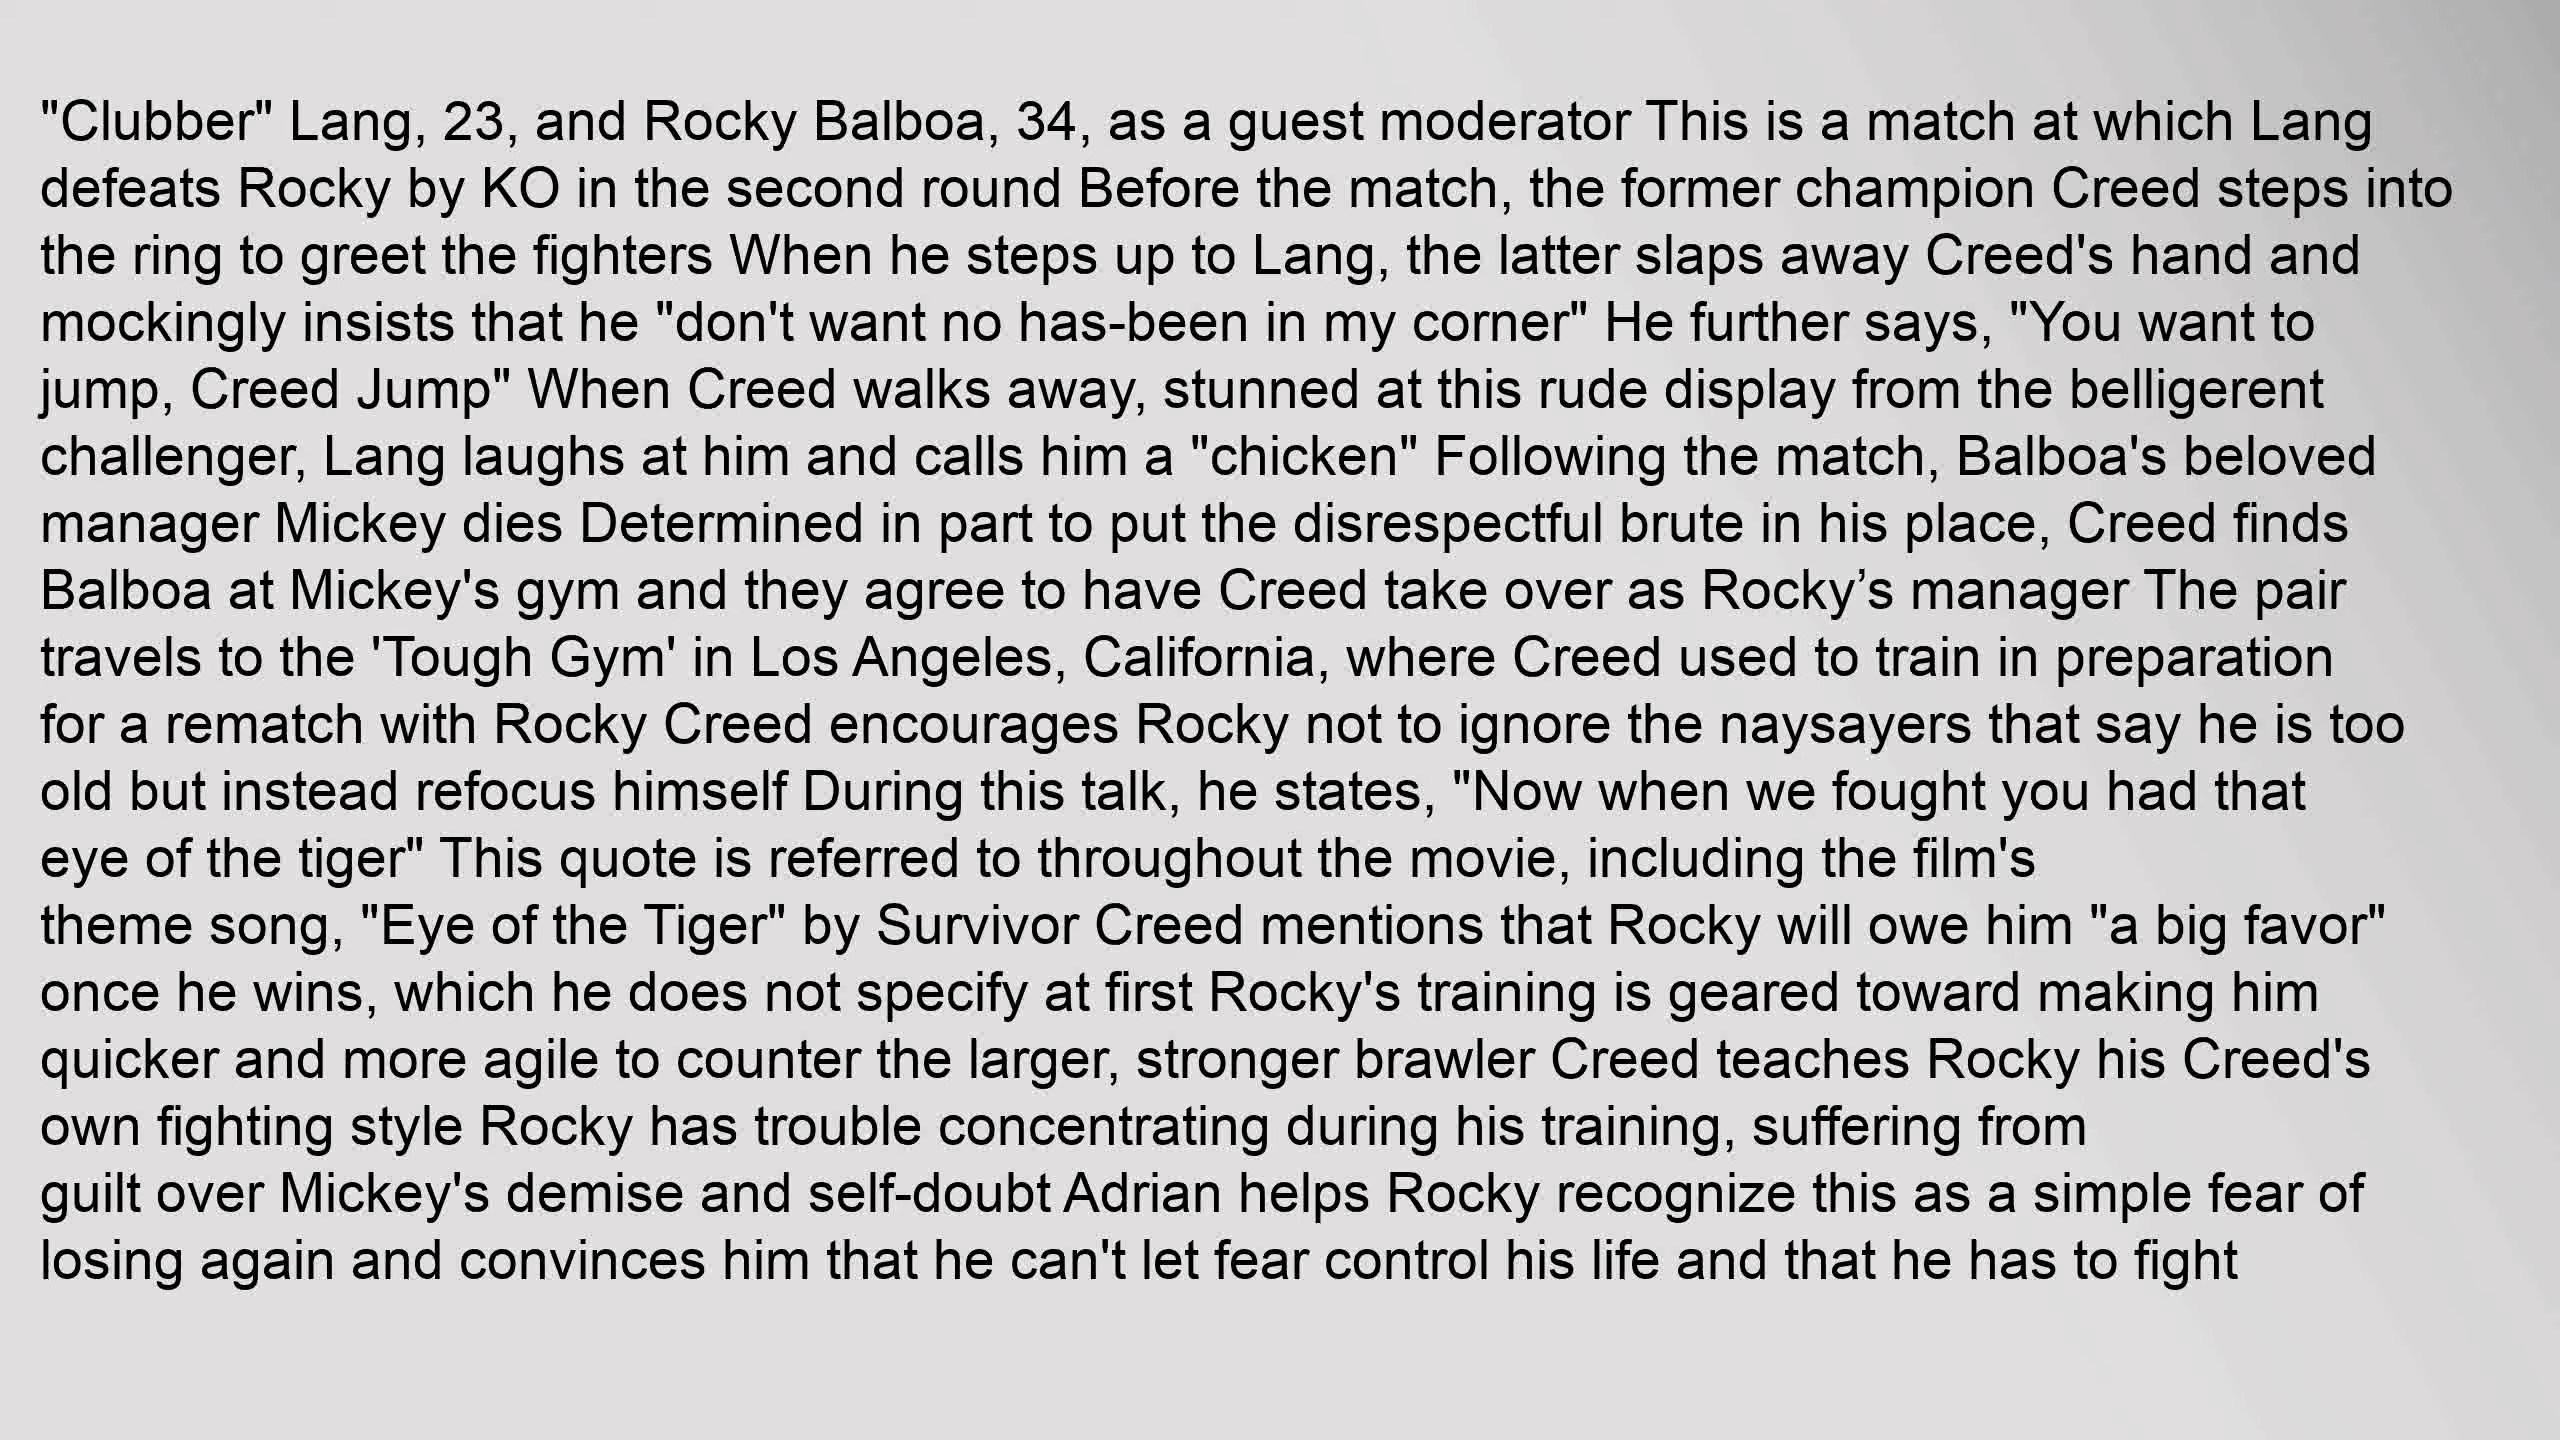 "Clubber" Lang, 23, and Rocky Balboa, 34, as a guest moderator This is a match at which Lang
defeats Rocky by KO in the second round Before the match, the former champion Creed steps into
the ring to greet the fighters When he steps up to Lang, the latter slaps away Creed's hand and
mockingly insists that he "don't want no has-been in my corner" He further says, "You want to
jump, Creed Jump" When Creed walks away, stunned at this rude display from the belligerent
challenger, Lang laughs at him and calls him a "chicken" Following the match, Balboa's beloved
manager Mickey dies Determined in part to put the disrespectful brute in his place, Creed finds
Balboa at Mickey's gym and they agree to have Creed take over as Rocky’s manager The pair
travels to the 'Tough Gym' in Los Angeles, California, where Creed used to train in preparation
for a rematch with Rocky Creed encourages Rocky not to ignore the naysayers that say he is too
old but instead refocus himself During this talk, he states, "Now when we fought you had that
eye of the tiger" This quote is referred to throughout the movie, including the film's
theme song, "Eye of the Tiger" by Survivor Creed mentions that Rocky will owe him "a big favor"
once he wins, which he does not specify at first Rocky's training is geared toward making him
quicker and more agile to counter the larger, stronger brawler Creed teaches Rocky his Creed's
own fighting style Rocky has trouble concentrating during his training, suffering from
guilt over Mickey's demise and self-doubt Adrian helps Rocky recognize this as a simple fear of
losing again and convinces him that he can't let fear control his life and that he has to fight